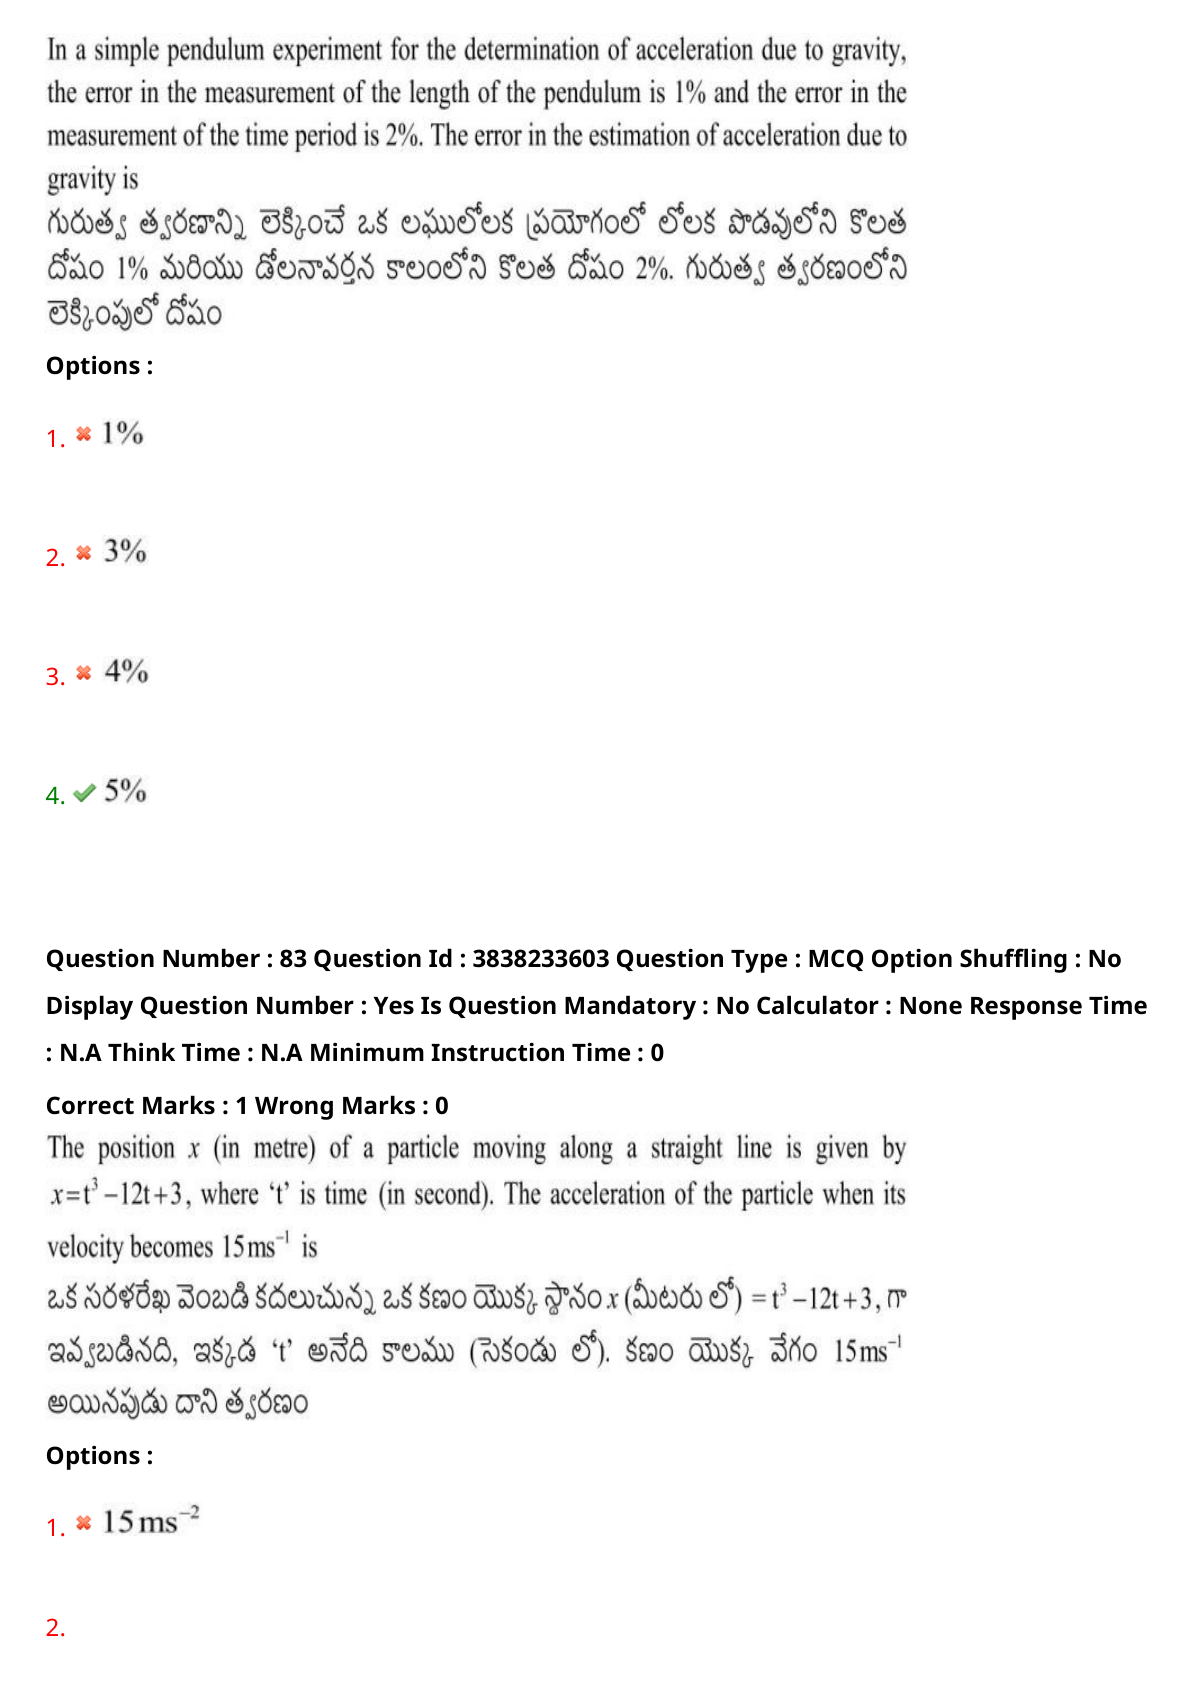 In a simple pendulum experiment for the determination of acceleration due to gravity,
the error in the measurement of the length of the pendulum is 1% and the error in the
measurement of the time period is 2%. The error in the estimation of acceleration due to
gravity is
గురుత్వ త్వరణాన్ని లెక్కించే ఒక లఘులోలక ప్రయోగంలో లోలక పొడవులోని కొలత
దోషం 1% మరియు డోలనావర్తన కాలంలోని కొలత దోషం 2%. గురుత్వ త్వరణంలోని
లెక్కింపులో దోషం
Options :
1. 1%
2. 3%
3. 4%
4. 5%
Question Number : 83 Question Id : 3838233603 Question Type : MCQ Option Shuffling : No
Display Question Number : Yes Is Question Mandatory : No Calculator : None Response Time
: N.A Think Time : N.A Minimum Instruction Time : 0
Correct Marks : 1 Wrong Marks : 0
The position x (in metre) of a particle moving along a straight line is given by
x=t³−12t+3, where ‘t’ is time (in second). The acceleration of the particle when its
velocity becomes 15ms⁻¹ is
ఒక సరళరేఖ వెంబడి కదలుచున్న ఒక కణం యొక్క స్థానం x (మీటరు లో) = t³−12t+3, గా
ఇవ్వబడినది, ఇక్కడ ‘t’ అనేది కాలము (సెకండు లో). కణం యొక్క వేగం 15ms⁻¹
అయినపుడు దాని త్వరణం
Options :
1. 15ms⁻²
2.